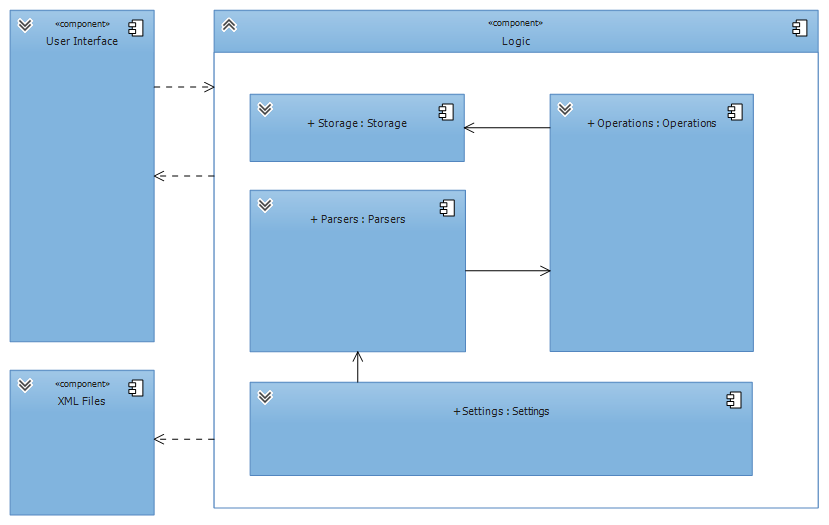 «component»
User Interface
«component»
Logic
+ Storage : Storage
+ Operations : Operations
+ Parsers : Parsers
«component»
XML Files
+Settings : Settings